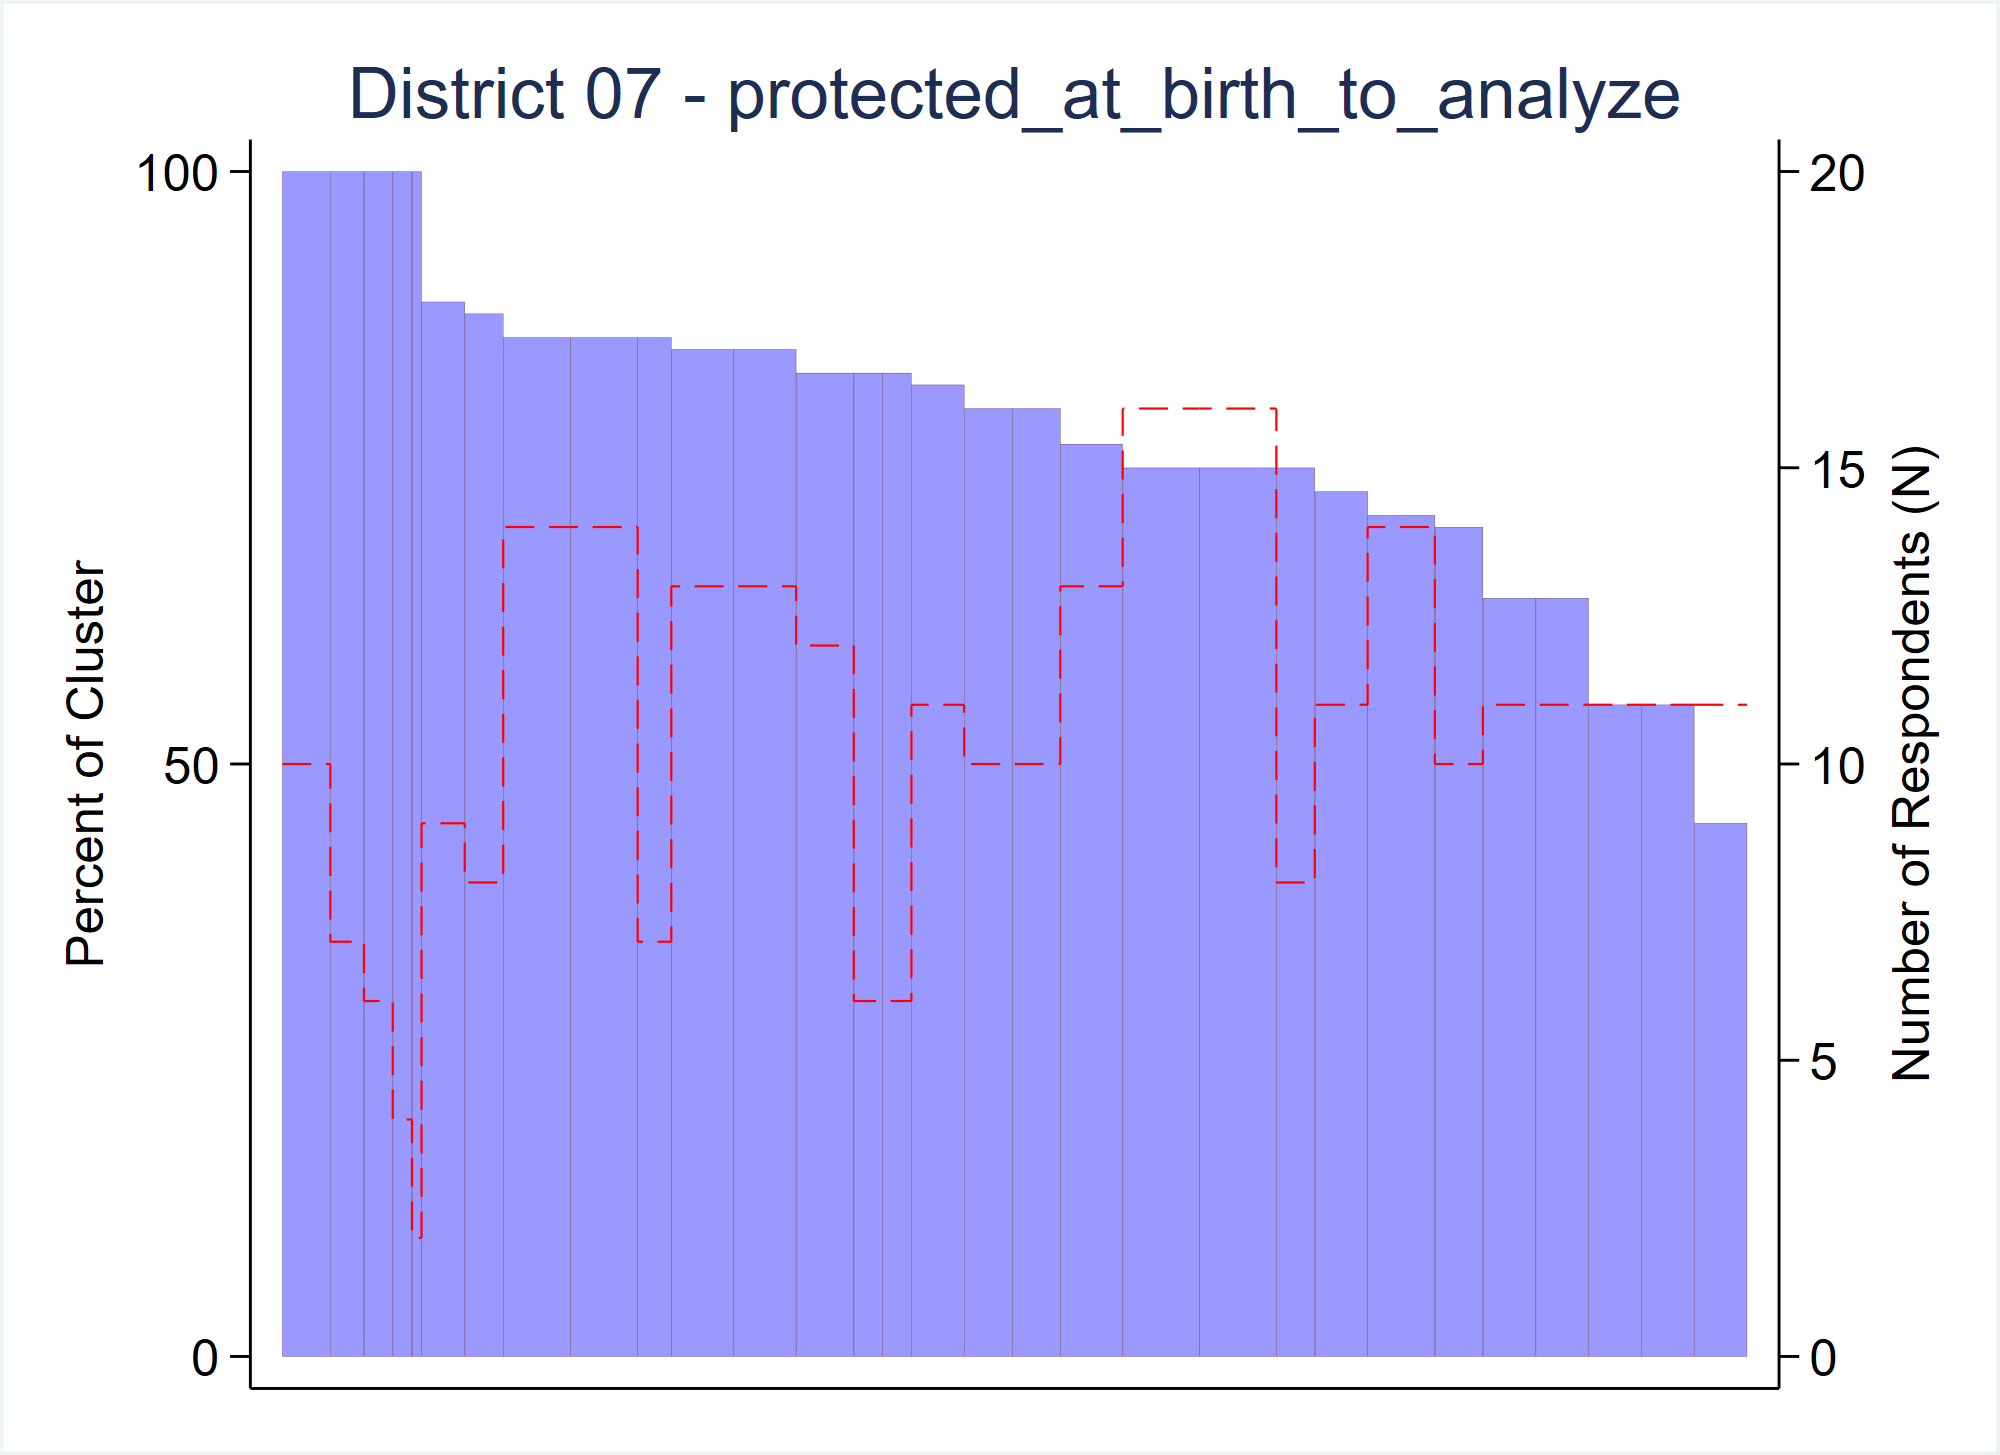 District 07 - protected_at_birth_to_analyze
Percent of Cluster
100
50
0
20
15
10
5
0
Number of Respondents (N)